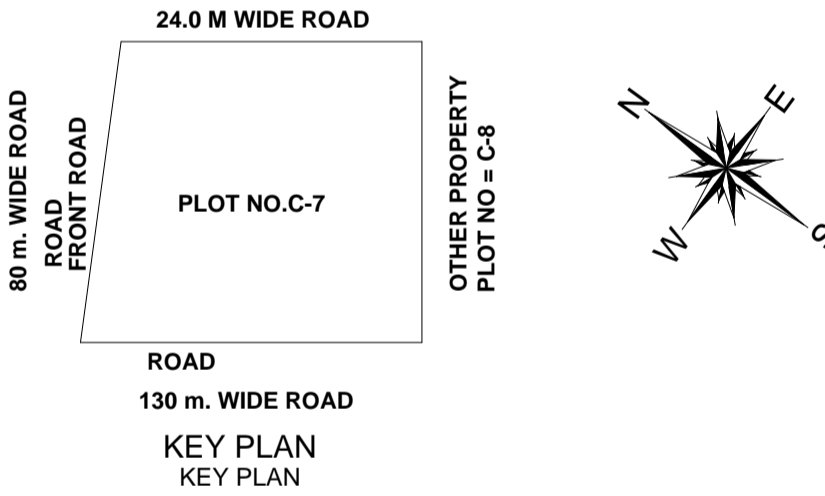 24.0 M WIDE ROAD
80 m. WIDE ROAD
ROAD
FRONT ROAD
PLOT NO.C-7
OTHER PROPERTY
PLOT NO = C-8
N
E
W
S
ROAD
130 m. WIDE ROAD
KEY PLAN
KEY PLAN